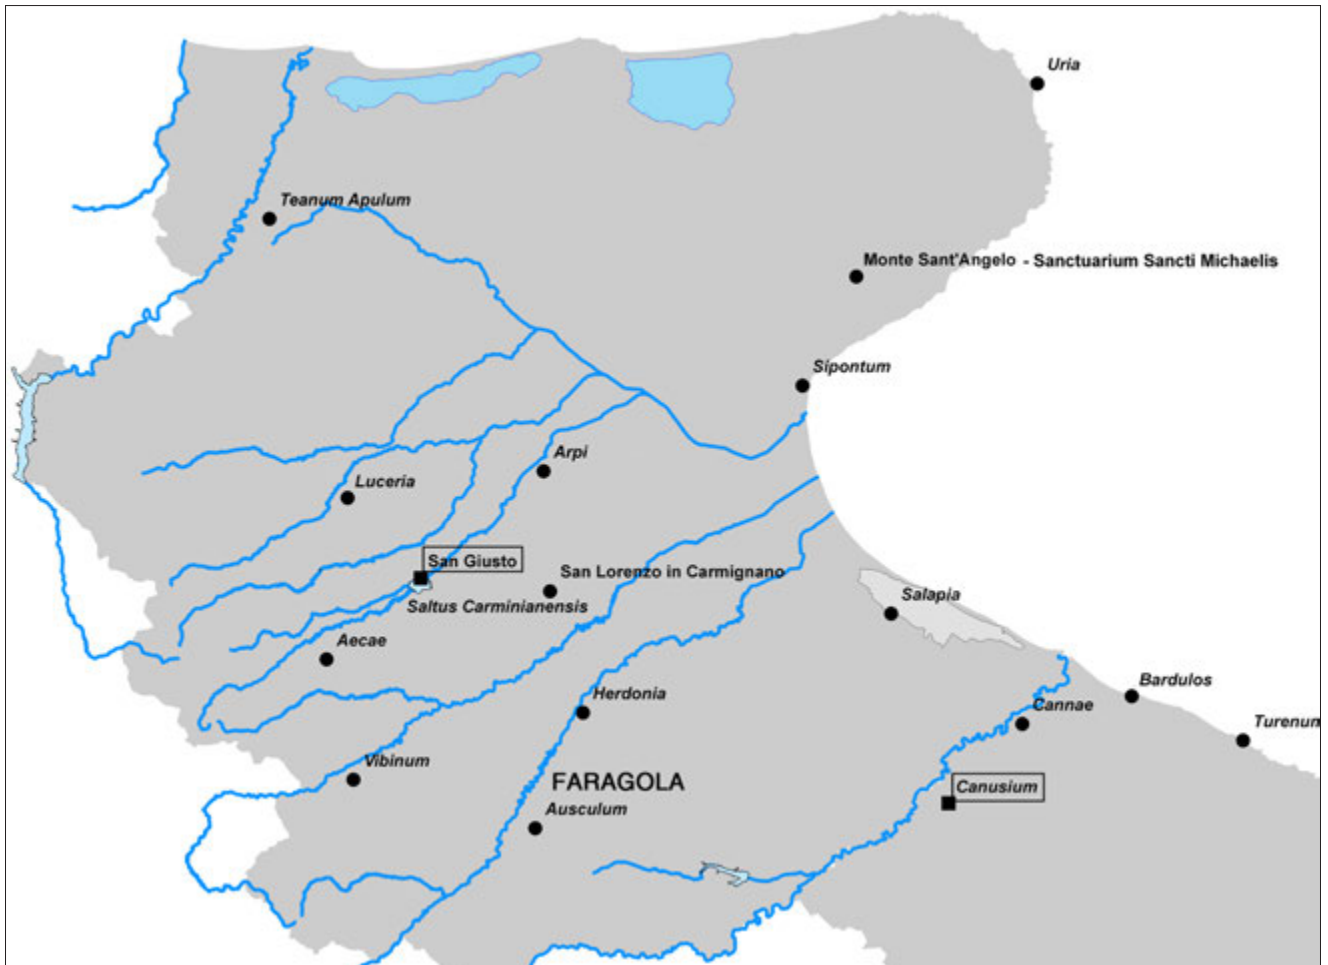 Uria
Teanum Apulum
Monte Sant'Angelo - Sanctuarium Sancti Michaelis
Sipontum
Arpi
Luceria
San Giusto
San Lorenzo in Carmignano
Saltus Carminianensis
Salapia
Aecae
Bardulos
Herdonia
Cannae
Turenum
Vibinum
FARAGOLA
Canusium
Ausculum